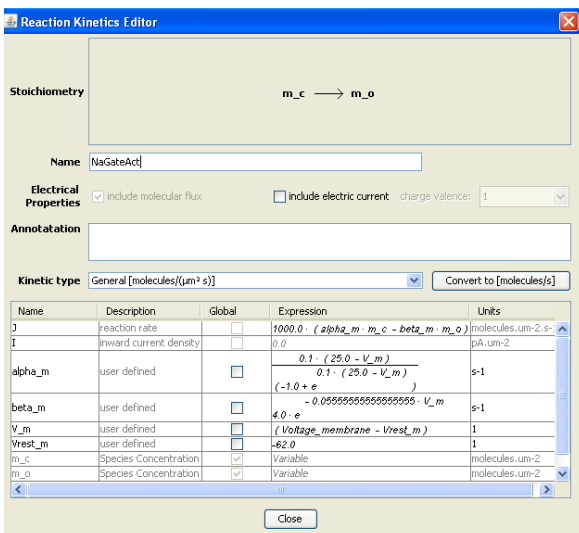 Reaction Kinetics Editor
Stoichiometry
m_c → m_o
Name NaGateAct
Electrical Properties include molecular flux include electric current charge valence: 1
Annotatation
Kinetic type General [molecules/(μm² s)] Convert to [molecules/s]
Name Description Global Expression Units
J reaction rate 1000.0 · ( alpha_m · m_c - beta_m · m_o ) molecules.um-2.s-
I inward current density 0.0 pA.um-2
0.1 · ( 25.0 - V_m )
alpha_m user defined 0.1 · ( 25.0 - V_m ) s-1
( -1.0 + e )
- 0.05555555555555555 · V_m
beta_m user defined 4.0 · e s-1
V_m user defined ( Voltage_membrane - Vrest_m ) 1
Vrest_m user defined -62.0 1
m_c Species Concentration Variable molecules.um-2
m_o Species Concentration Variable molecules.um-2
Close